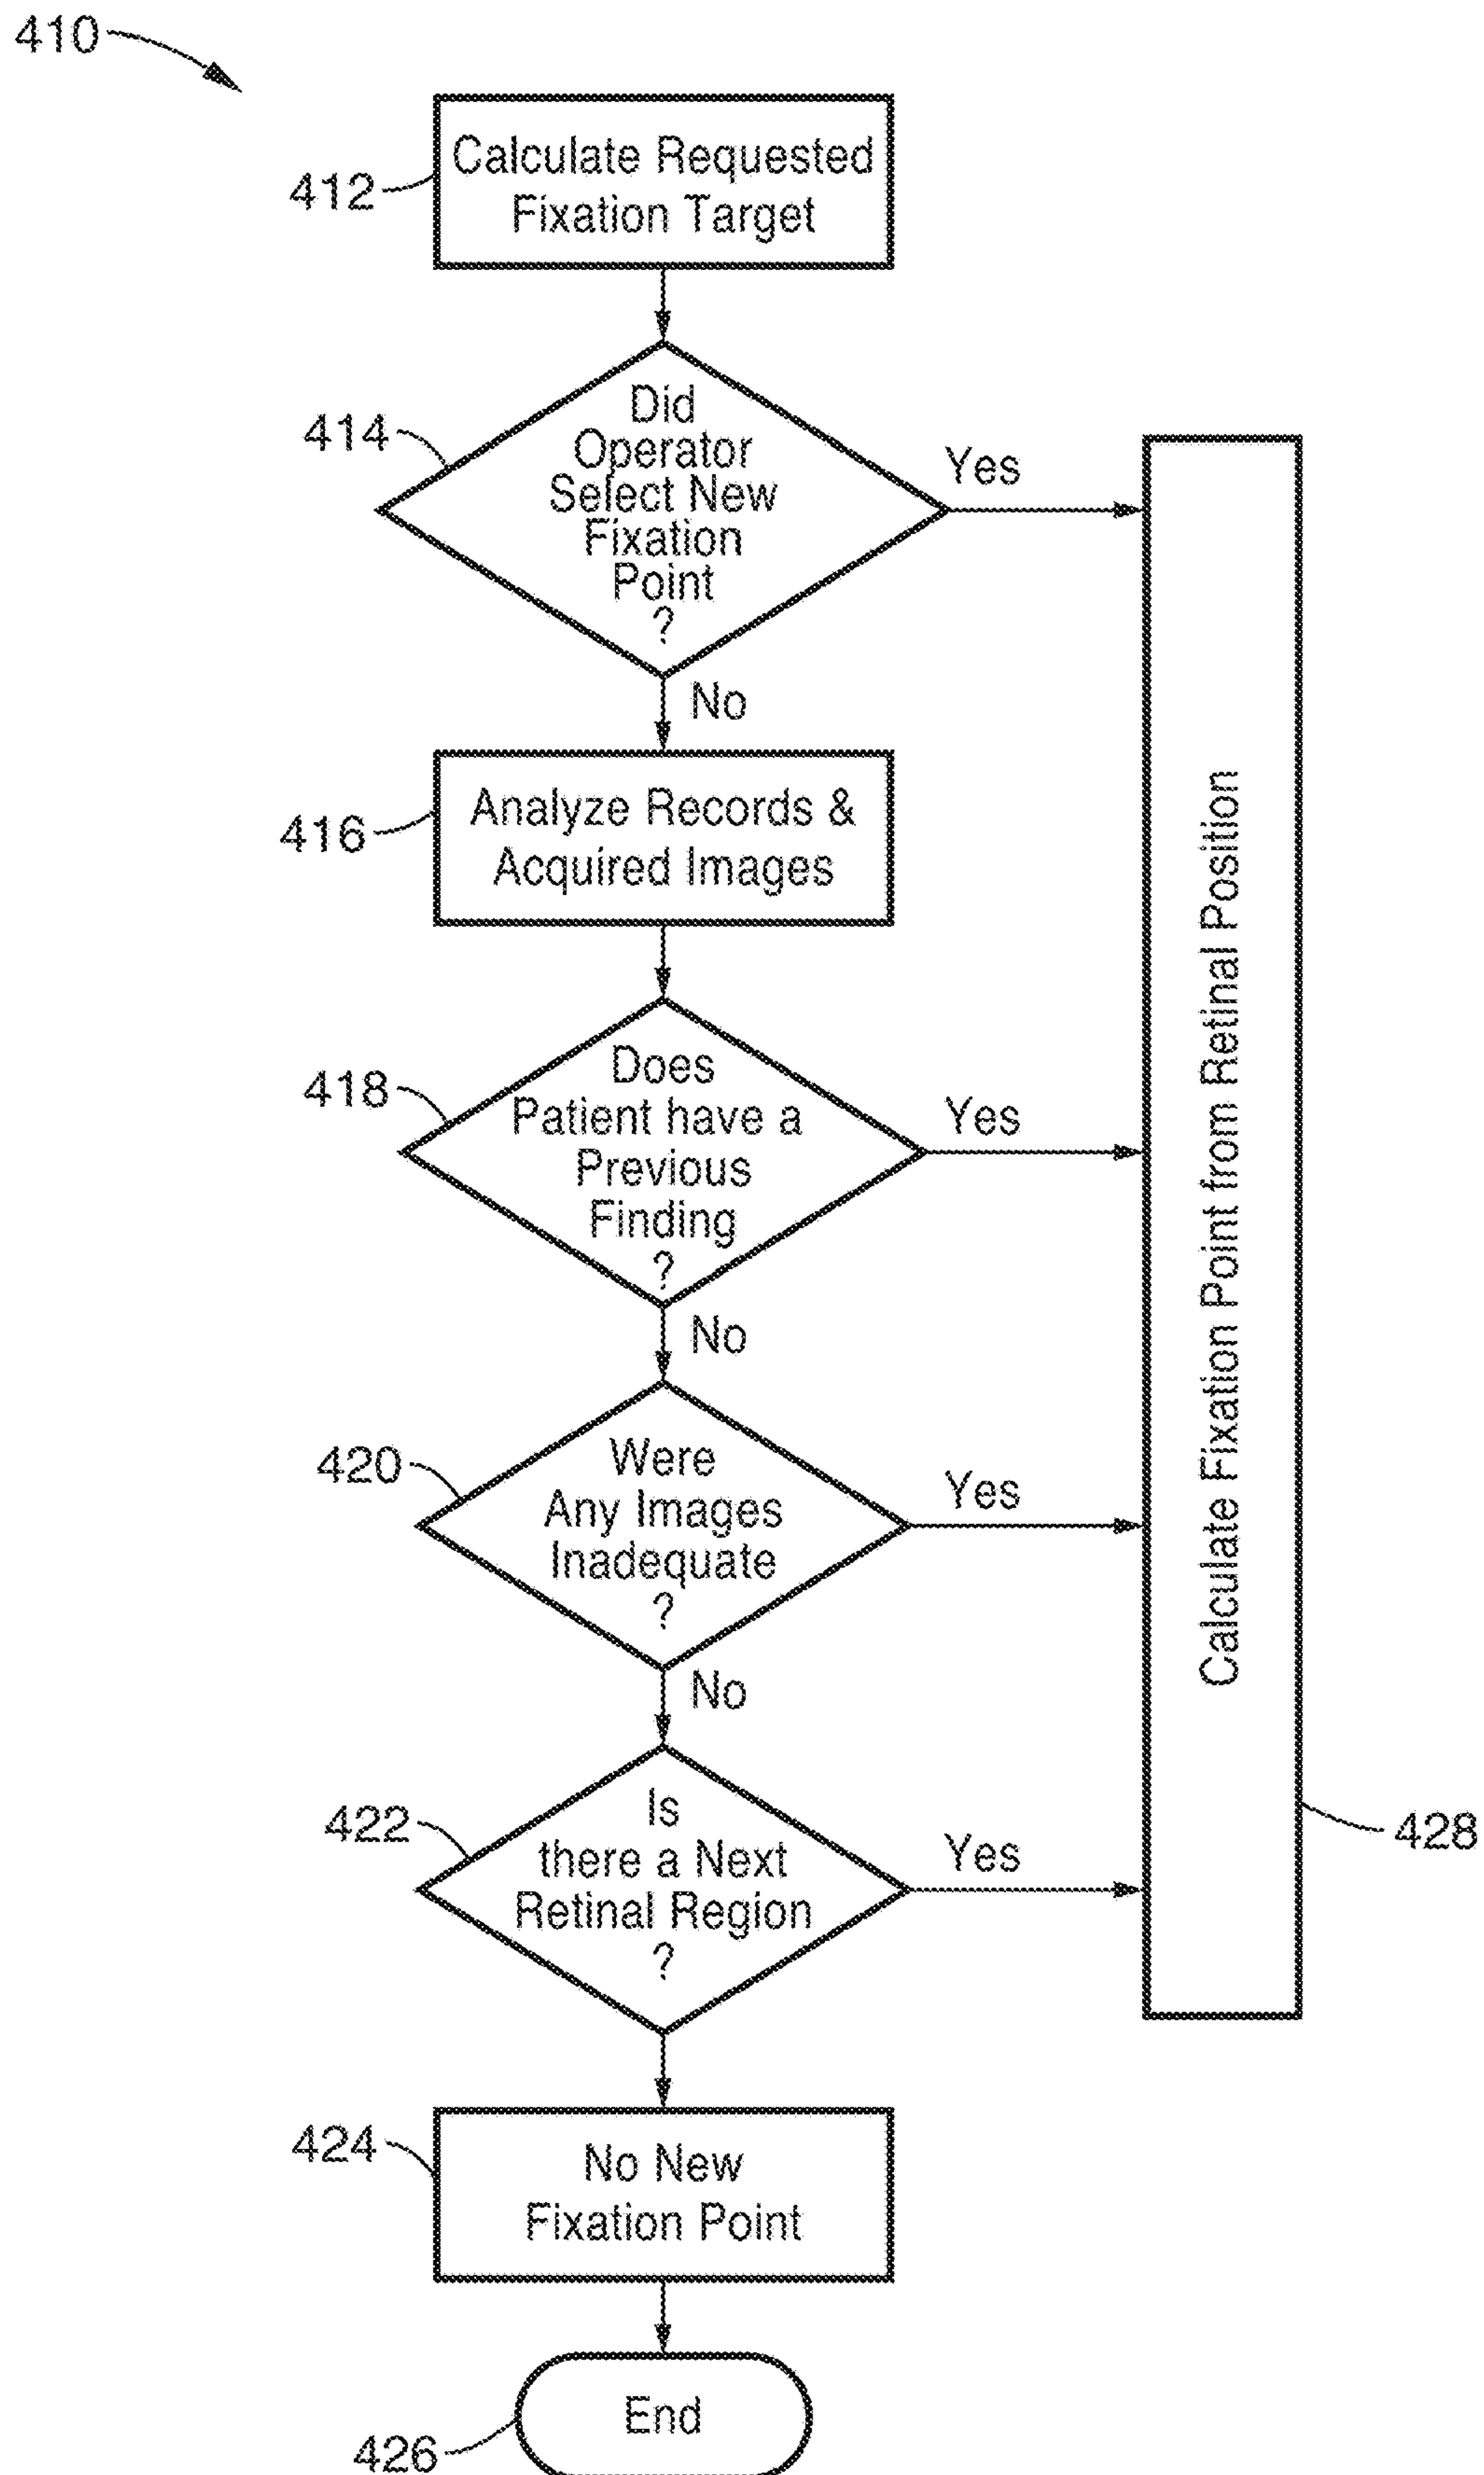 410
412
Calculate Requested
Fixation Target
414
Did
Operator
Select New
Fixation
Point
?
Yes
No
416
Analyze Records &
Acquired Images
418
Does
Patient have a
Previous
Finding
?
Yes
No
420
Were
Any Images
Inadequate
?
Yes
No
422
Is
there a Next
Retinal Region
?
Yes
Calculate Fixation Point from Retinal Position
428
424
No New
Fixation Point
End
426